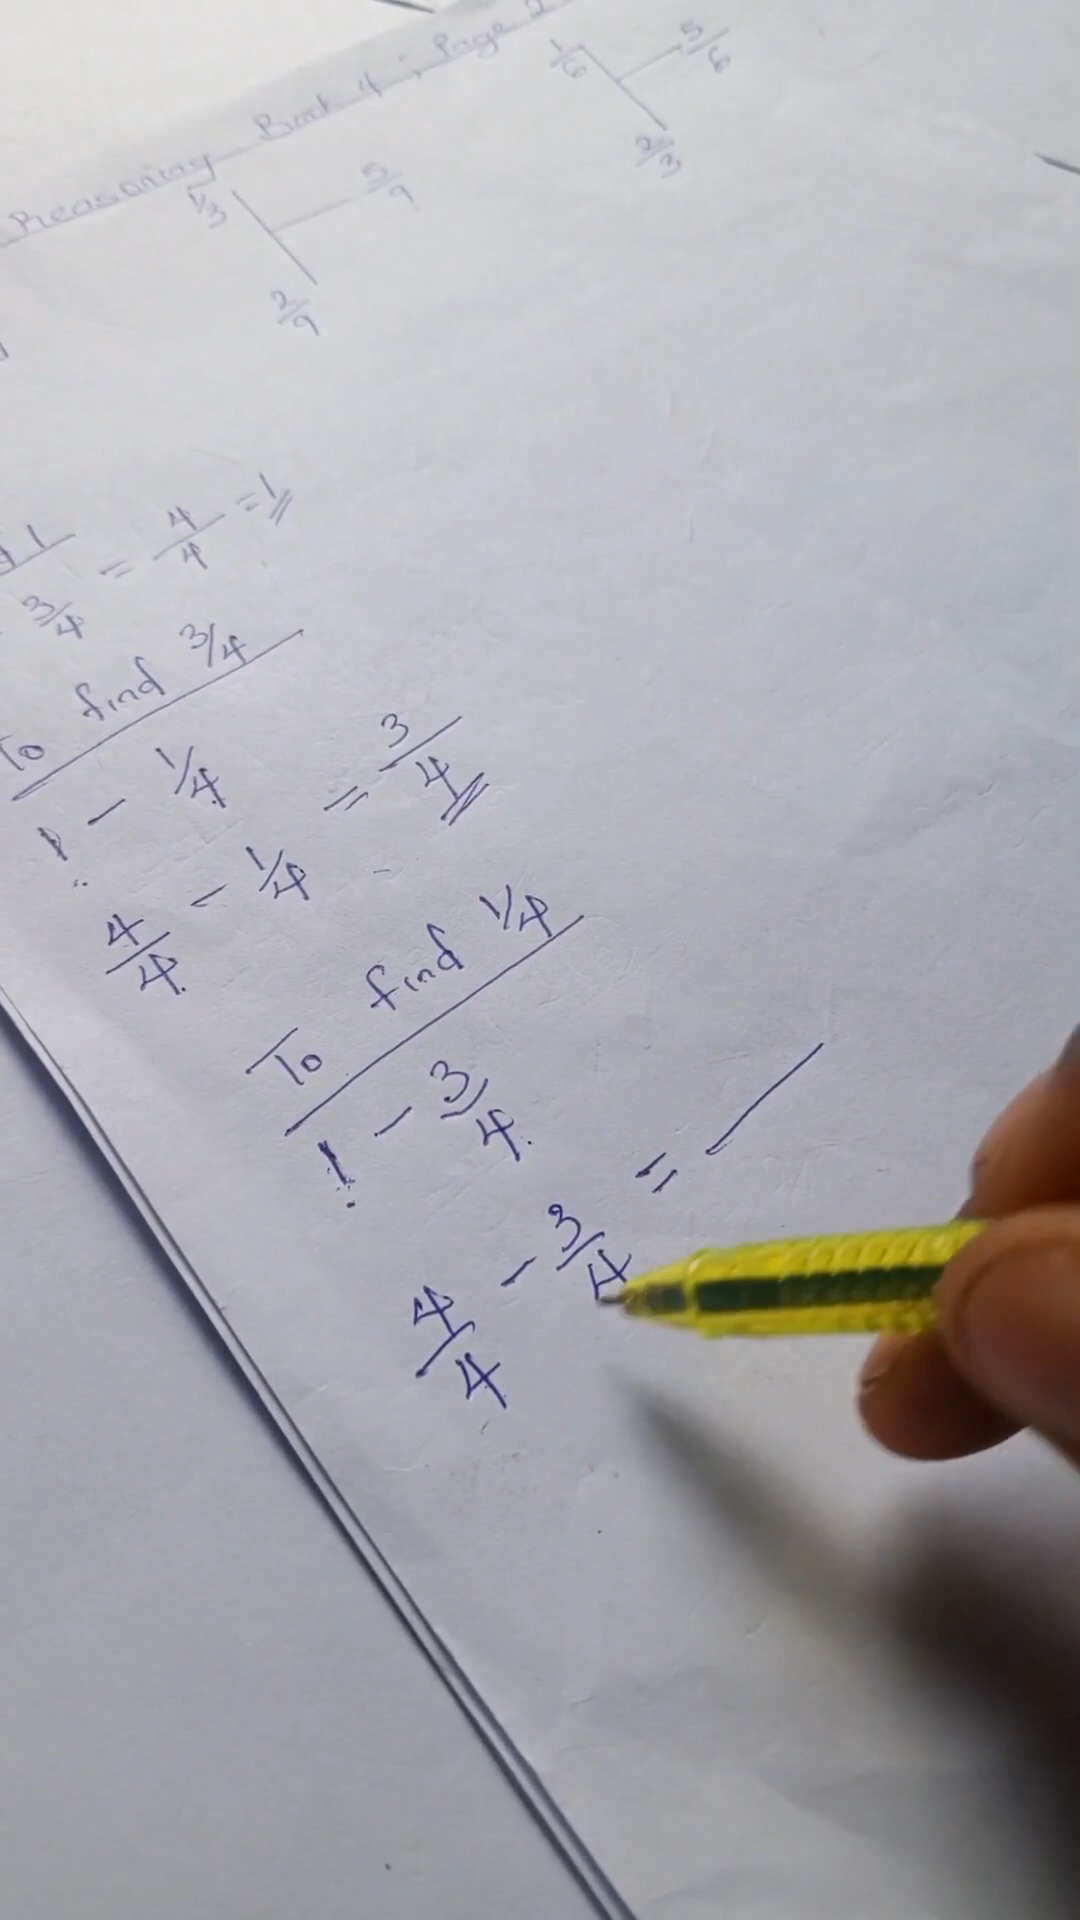 Reasoning Book 4; Page
1/3 5/9
2/9
1/6 5/6
2/3
1
3/4 = 4/4 = 1
To find 3/4
1 - 1/4
4/4 - 1/4 = 3/4
To find 1/4
1 - 3/4
4/4 - 3/4 =